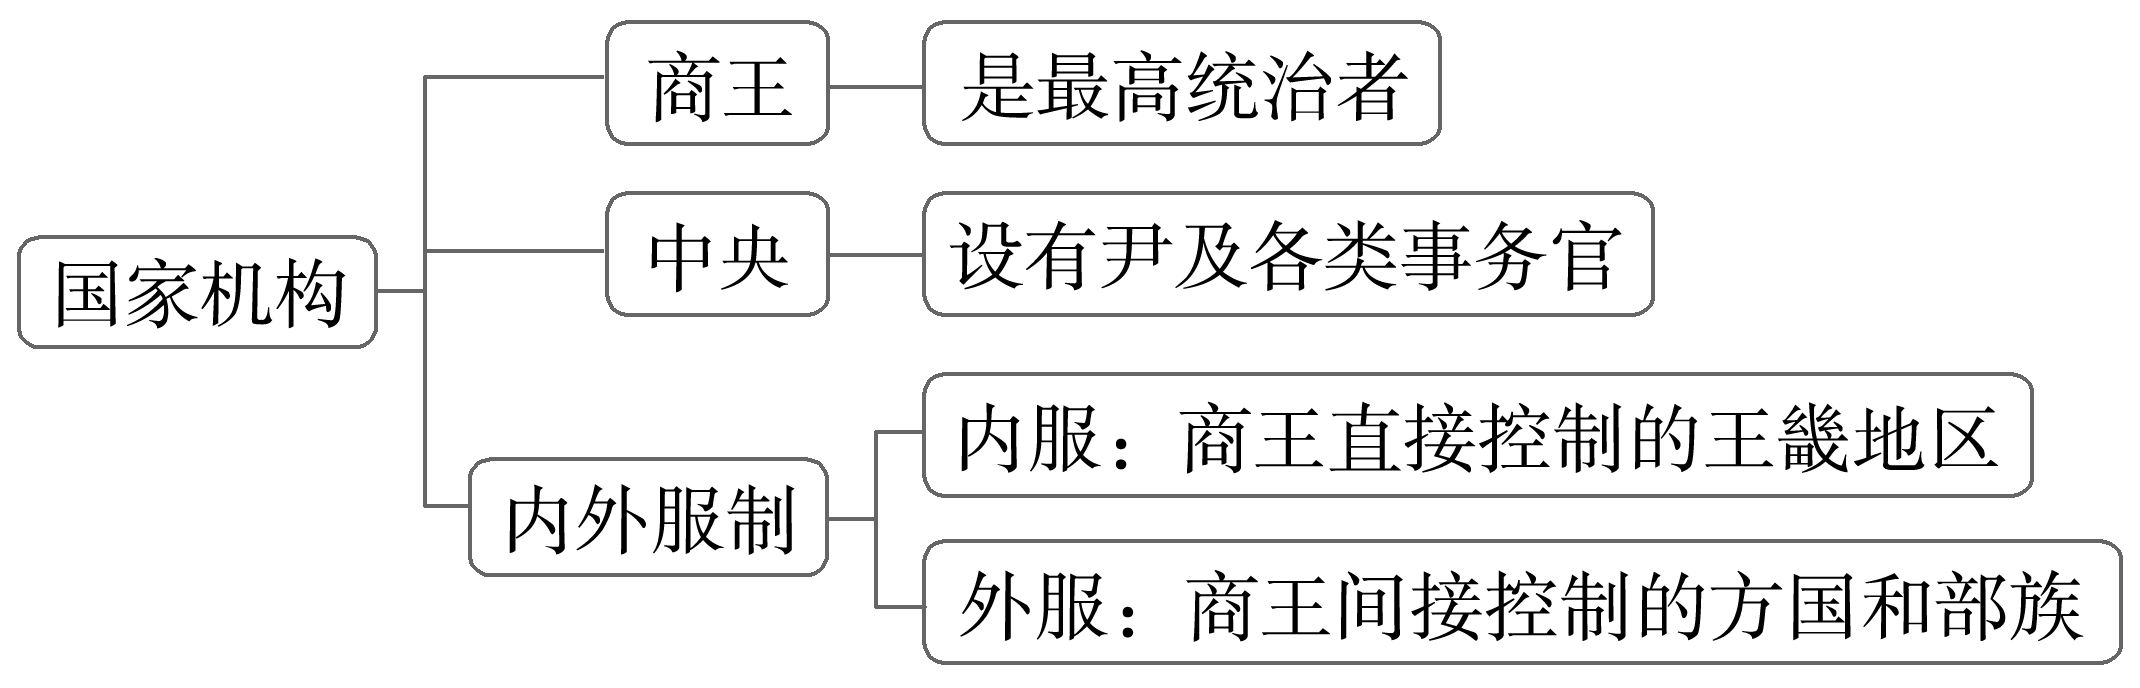 国家机构
商王
是最高统治者
中央
设有尹及各类事务官
内外服制
内服：商王直接控制的王畿地区
外服：商王间接控制的方国和部族